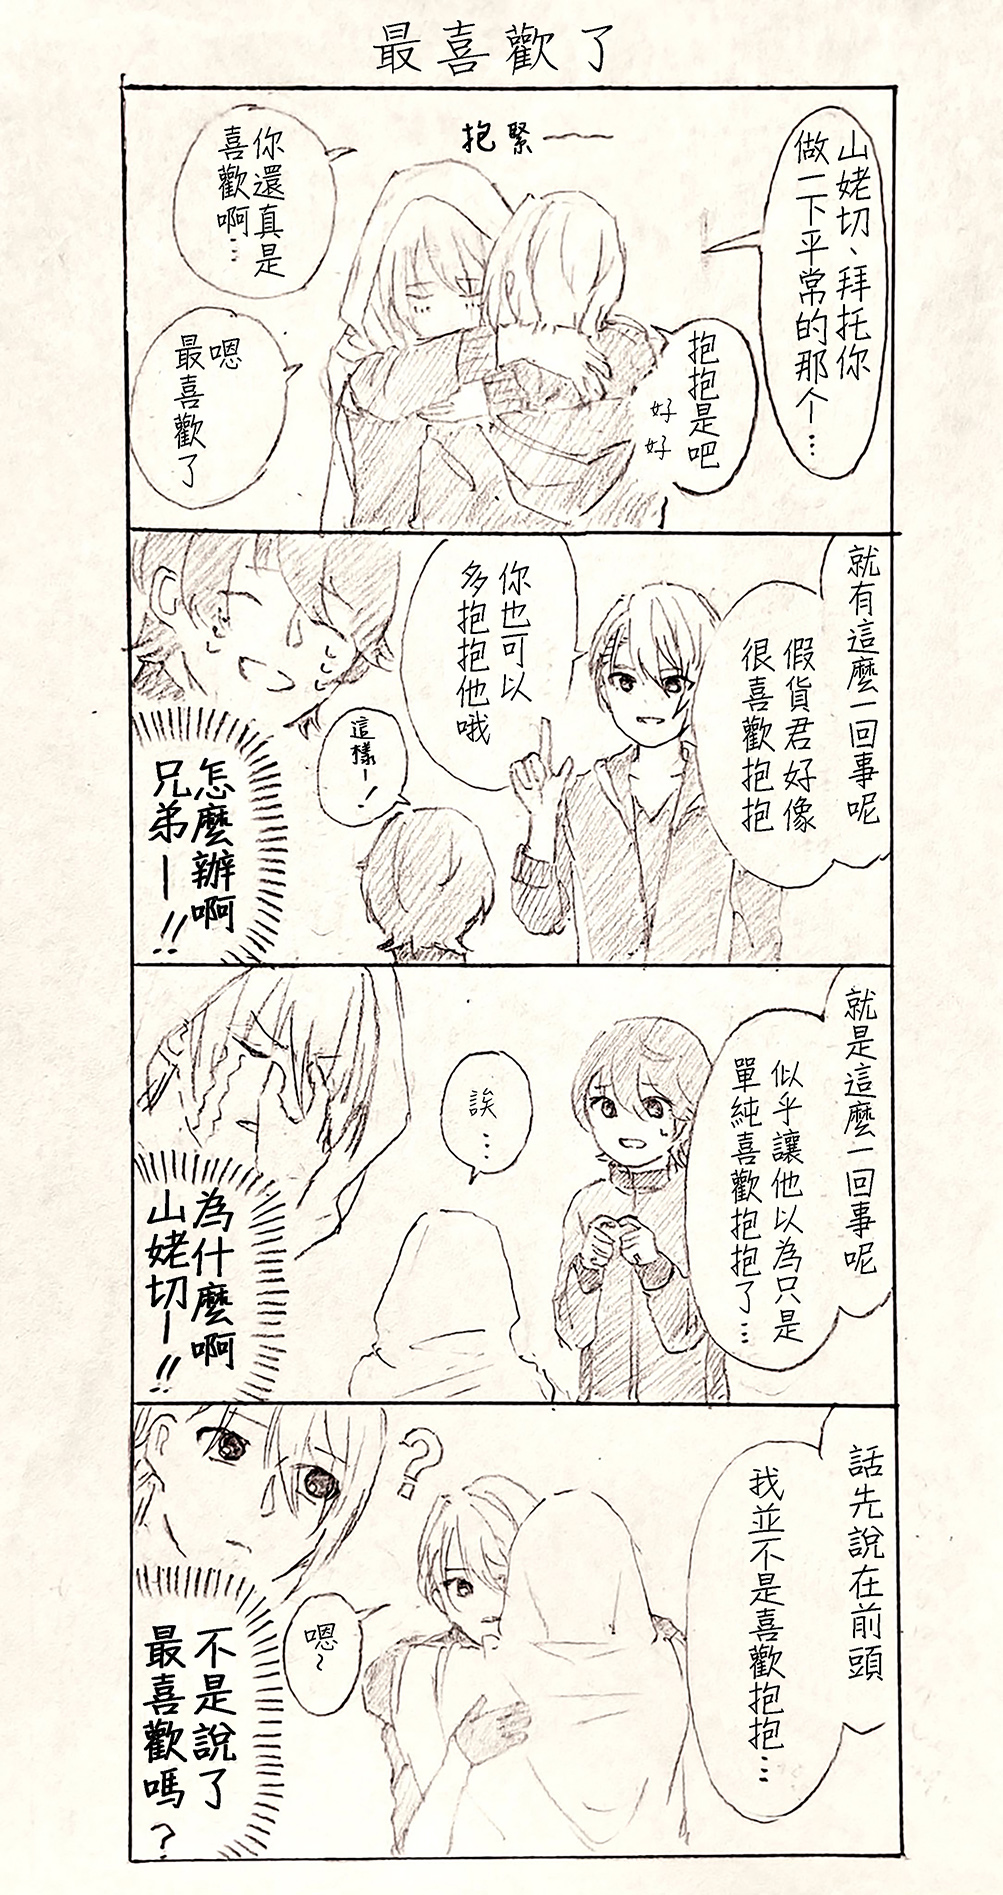 最喜歡了
山姥切、拜托你
做一下平常的那个…
抱緊——
抱抱是吧
好好
你還真是
喜歡啊…
嗯
最喜歡了
就有這麼一回事呢
假貨君好像
很喜歡抱抱
你也可以
多抱抱他哦
這樣—！
怎麼辦啊
兄弟—！！
就是這麼一回事呢
似乎讓他以為只是
單純喜歡抱抱了…
誒…
為什麼啊
山姥切—！！
話先說在前頭
我並不是喜歡抱抱…
嗯~
?
不是說了
最喜歡嗎？